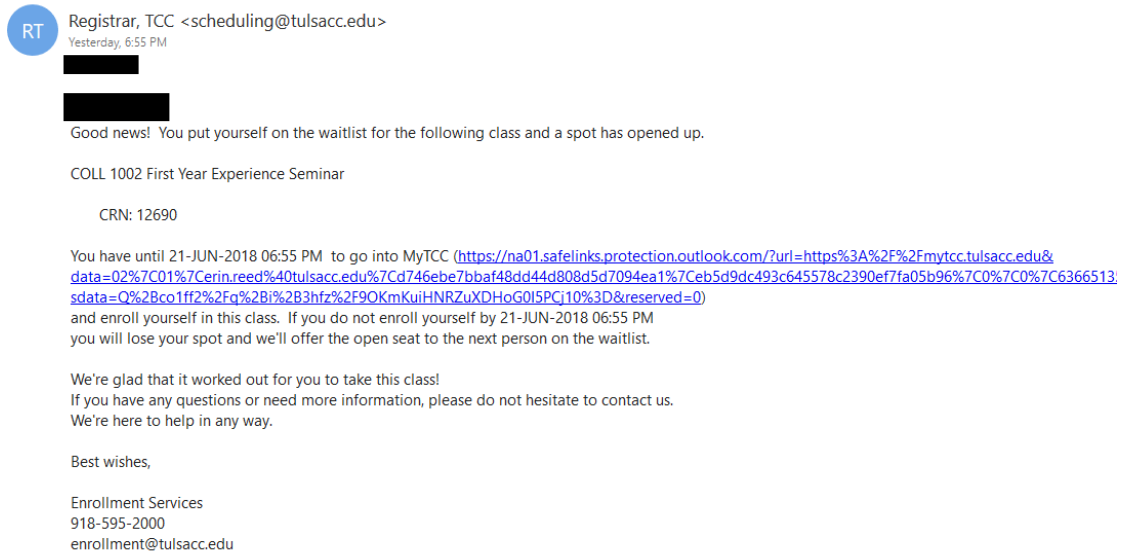 RT
Registrar, TCC <scheduling@tulsacc.edu>
Yesterday, 6:55 PM
Good news!  You put yourself on the waitlist for the following class and a spot has opened up.
COLL 1002 First Year Experience Seminar
CRN: 12690
You have until 21-JUN-2018 06:55 PM  to go into MyTCC (https://na01.safelinks.protection.outlook.com/?url=https%3A%2F%2Fmytcc.tulsacc.edu&
data=02%7C01%7Cerin.reed%40tulsacc.edu%7Cd746ebe7bbaf48dd44d808d5d7094ea1%7Ceb5d9dc493c645578c2390ef7fa05b96%7C0%7C0%7C6366513
sdata=Q%2Bco1ff2%2Fq%2Bi%2B3hfz%2F9OKmKuiHNRZuXDHoG0I5PCj10%3D&reserved=0)
and enroll yourself in this class.  If you do not enroll yourself by 21-JUN-2018 06:55 PM
you will lose your spot and we'll offer the open seat to the next person on the waitlist.
We're glad that it worked out for you to take this class!
If you have any questions or need more information, please do not hesitate to contact us.
We're here to help in any way.
Best wishes,
Enrollment Services
918-595-2000
enrollment@tulsacc.edu